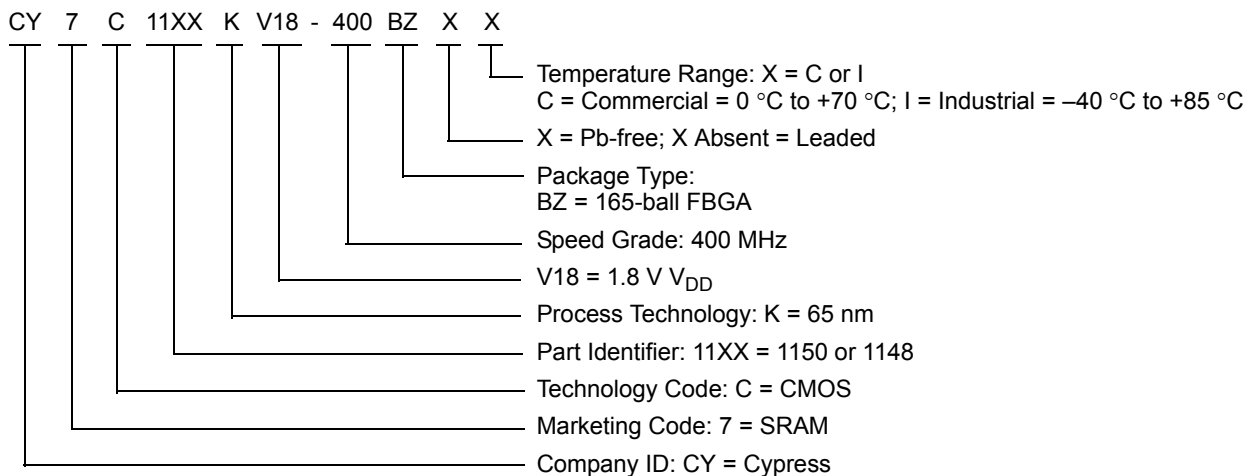 CY 7 C 11XX K V18 - 400 BZ X X
Temperature Range: X = C or I
C = Commercial = 0 °C to +70 °C; I = Industrial = –40 °C to +85 °C
X = Pb-free; X Absent = Leaded
Package Type:
BZ = 165-ball FBGA
Speed Grade: 400 MHz
V18 = 1.8 V VDD
Process Technology: K = 65 nm
Part Identifier: 11XX = 1150 or 1148
Technology Code: C = CMOS
Marketing Code: 7 = SRAM
Company ID: CY = Cypress